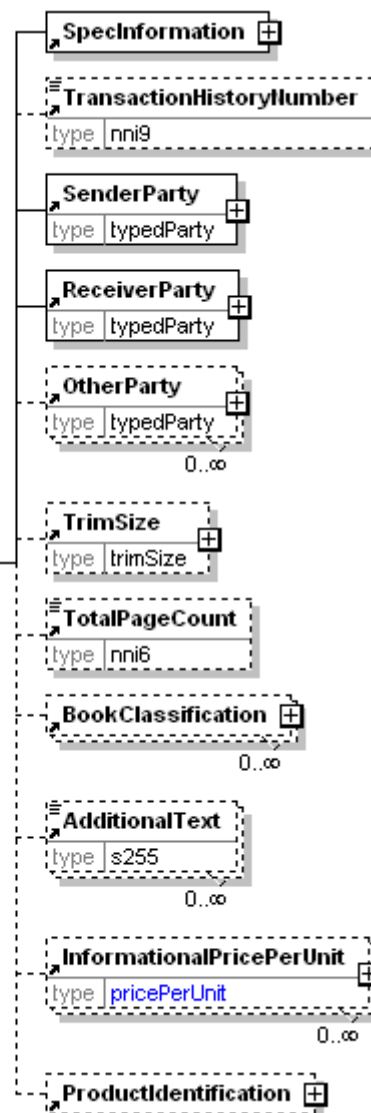 SpecInformation
TransactionHistoryNumber
type nni9
SenderParty
type typedParty
ReceiverParty
type typedParty
OtherParty
type typedParty
0..∞
TrimSize
type trimSize
TotalPageCount
type nni6
BookClassification
0..∞
AdditionalText
type s255
0..∞
InformationalPricePerUnit
type pricePerUnit
0..∞
ProductIdentification